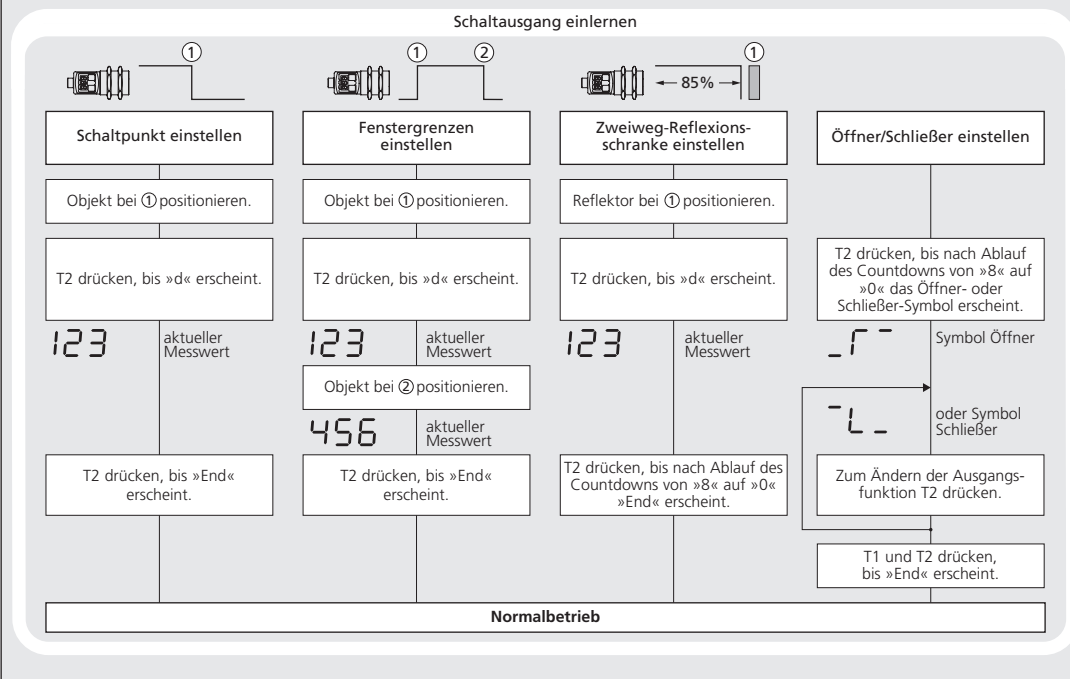 Schaltausgang einlernen
①
① ②
①
85%
Schaltpunkt einstellen
Objekt bei ① positionieren.
T2 drücken, bis »d« erscheint.
123
aktueller
Messwert
T2 drücken, bis »End«
erscheint.
Fenstergrenzen
einstellen
Objekt bei ① positionieren.
T2 drücken, bis »d« erscheint.
123
aktueller
Messwert
Objekt bei ② positionieren.
456
aktueller
Messwert
T2 drücken, bis »End«
erscheint.
Zweiweg-Reflexions-
schranke einstellen
Reflektor bei ① positionieren.
T2 drücken, bis »d« erscheint.
123
aktueller
Messwert
T2 drücken, bis nach Ablauf des
Countdowns von »8« auf »0«
»End« erscheint.
Öffner/Schließer einstellen
T2 drücken, bis nach Ablauf
des Countdowns von »8« auf
»0« das Öffner- oder
Schließer-Symbol erscheint.
Symbol Öffner
oder Symbol
Schließer
Zum Ändern der Ausgangs-
funktion T2 drücken.
T1 und T2 drücken,
bis »End« erscheint.
Normalbetrieb